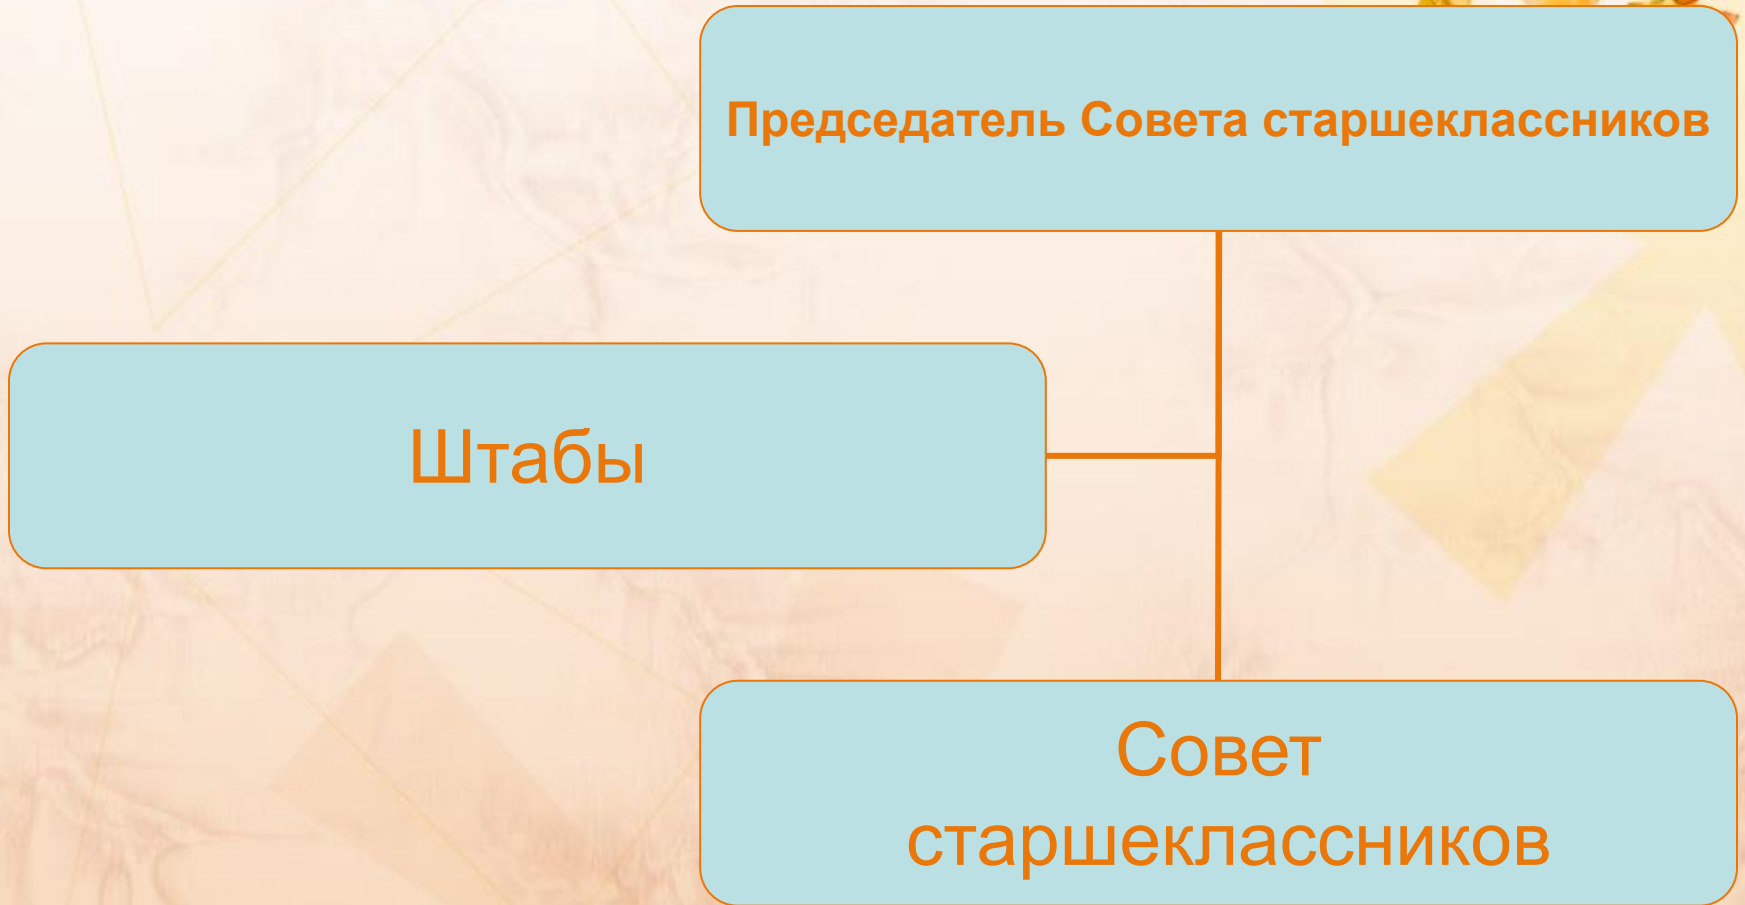 Председатель Совета старшеклассников
Штабы
Совет
старшеклассников